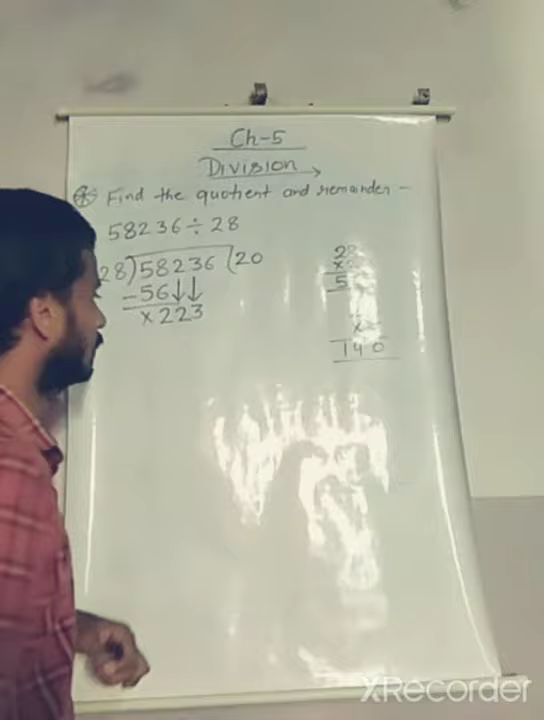 Ch-5
Division →
Find the quotient and remainder -
58236 ÷ 28
28)58236(20
-56↓↓
×223
28
×
5
×
140
XRecorder